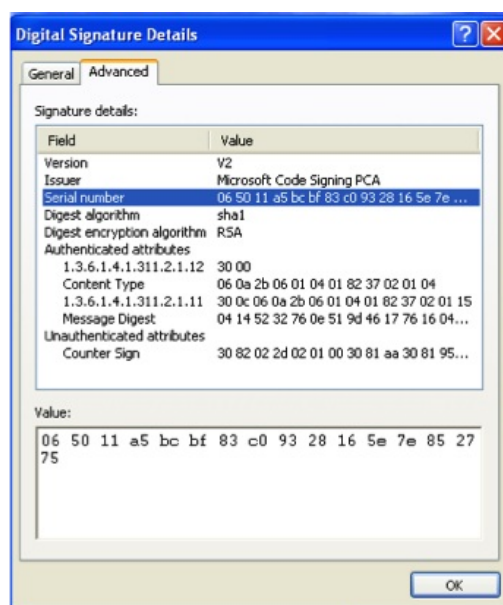 Digital Signature Details
General Advanced
Signature details:
Field Value
Version V2
Issuer Microsoft Code Signing PCA
Serial number 06 50 11 a5 bc bf 83 c0 93 28 16 5e 7e ...
Digest algorithm sha1
Digest encryption algorithm RSA
Authenticated attributes
1.3.6.1.4.1.311.2.1.12 30 00
Content Type 06 0a 2b 06 01 04 01 82 37 02 01 04
1.3.6.1.4.1.311.2.1.11 30 0c 06 0a 2b 06 01 04 01 82 37 02 01 15
Message Digest 04 14 52 32 76 0e 51 9d 46 17 76 16 04...
Unauthenticated attributes
Counter Sign 30 82 02 2d 02 01 00 30 81 aa 30 81 95...
Value:
06 50 11 a5 bc bf 83 c0 93 28 16 5e 7e 85 27
75
OK